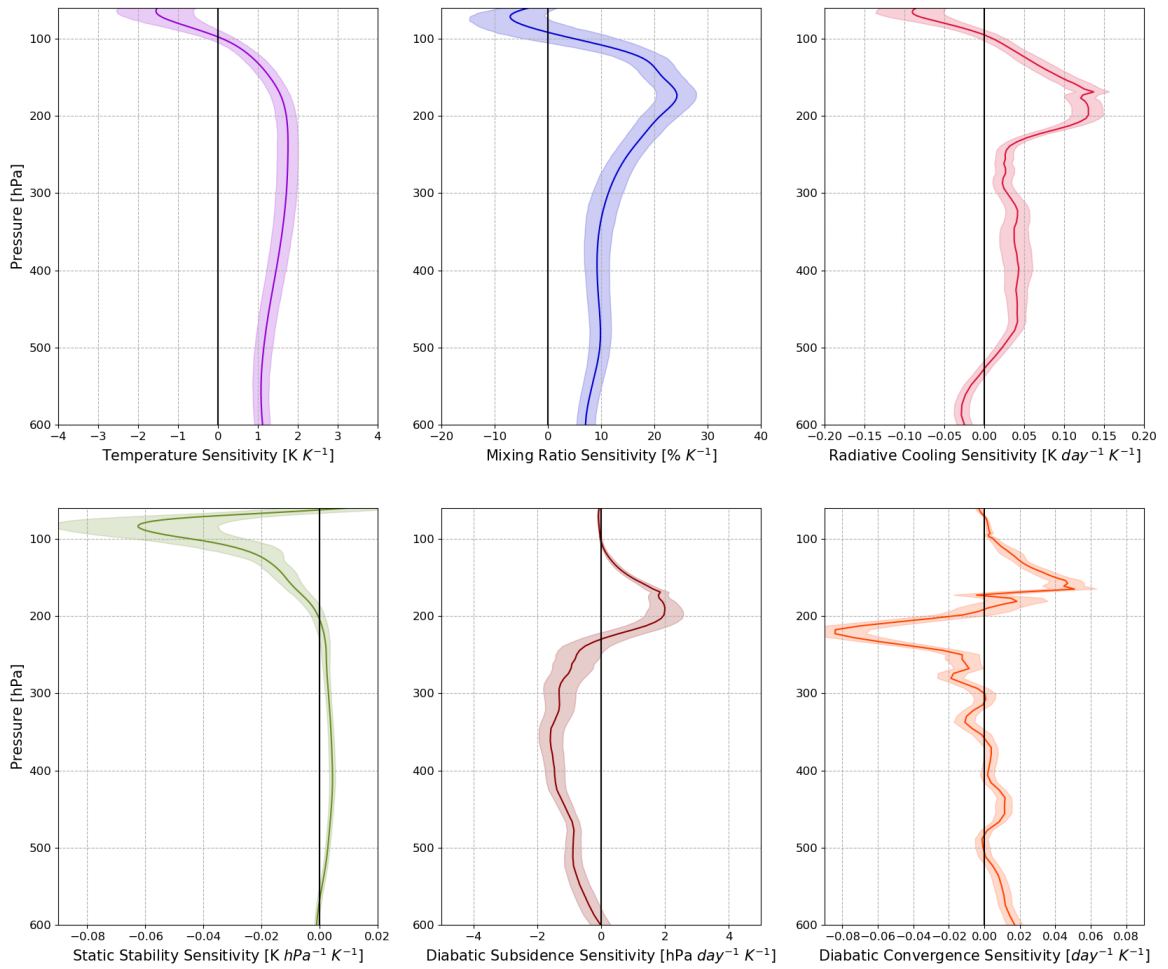 Pressure [hPa]
100
200
300
400
500
600
−4 −3 −2 −1 0 1 2 3 4
Temperature Sensitivity [K K⁻¹]
100
200
300
400
500
600
−20 −10 0 10 20 30 40
Mixing Ratio Sensitivity [% K⁻¹]
100
200
300
400
500
600
−0.20 −0.15 −0.10 −0.05 0.00 0.05 0.10 0.15 0.20
Radiative Cooling Sensitivity [K day⁻¹ K⁻¹]
Pressure [hPa]
100
200
300
400
500
600
−0.08 −0.06 −0.04 −0.02 0.00 0.02
Static Stability Sensitivity [K hPa⁻¹ K⁻¹]
100
200
300
400
500
600
−4 −2 0 2 4
Diabatic Subsidence Sensitivity [hPa day⁻¹ K⁻¹]
100
200
300
400
500
600
−0.08 −0.06 −0.04 −0.02 0.00 0.02 0.04 0.06 0.08
Diabatic Convergence Sensitivity [day⁻¹ K⁻¹]